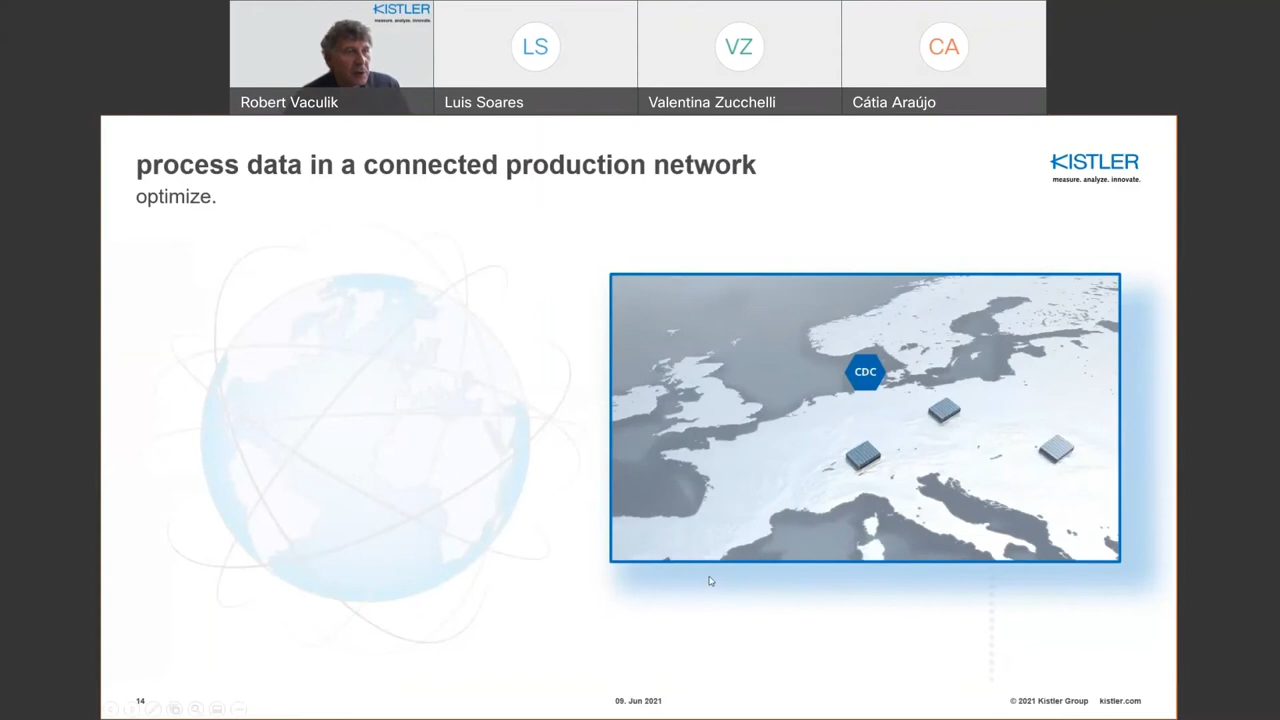 KISTLER
measure. analyze. innovate.
LS
VZ
CA
Robert Vaculik
Luis Soares
Valentina Zucchelli
Cátia Araújo
process data in a connected production network
optimize.
KISTLER
measure. analyze. innovate.
CDC
14
09. Jun 2021
© 2021 Kistler Group kistler.com